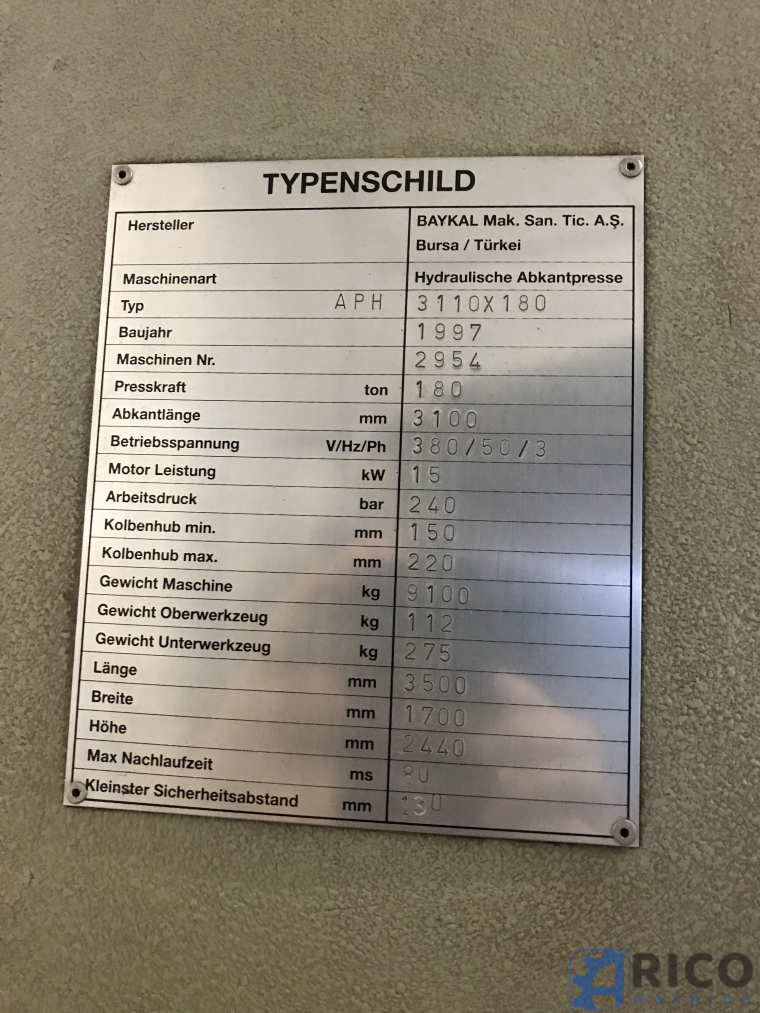 TYPENSCHILD
Hersteller BAYKAL Mak. San. Tic. A.Ş.
Bursa / Türkei
Maschinenart Hydraulische Abkantpresse
Typ APH 3110X180
Baujahr 1997
Maschinen Nr. 2954
Presskraft ton 180
Abkantlänge mm 3100
Betriebsspannung V/Hz/Ph 380/50/3
Motor Leistung kW 15
Arbeitsdruck bar 240
Kolbenhub min. mm 150
Kolbenhub max. mm 220
Gewicht Maschine kg 9100
Gewicht Oberwerkzeug kg 112
Gewicht Unterwerkzeug kg 275
Länge mm 3500
Breite mm 1700
Höhe mm 2440
Max Nachlaufzeit ms 80
Kleinster Sicherheitsabstand mm 130
ARICO